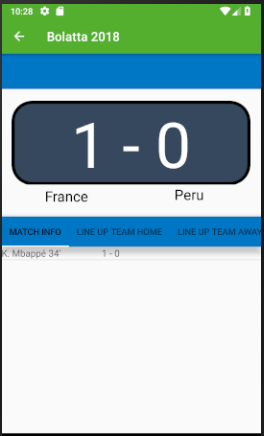 10:28
Bolatta 2018
1 - 0
France Peru
MATCH INFO LINE UP TEAM HOME LINE UP TEAM AWAY
K. Mbappé 34' 1 - 0